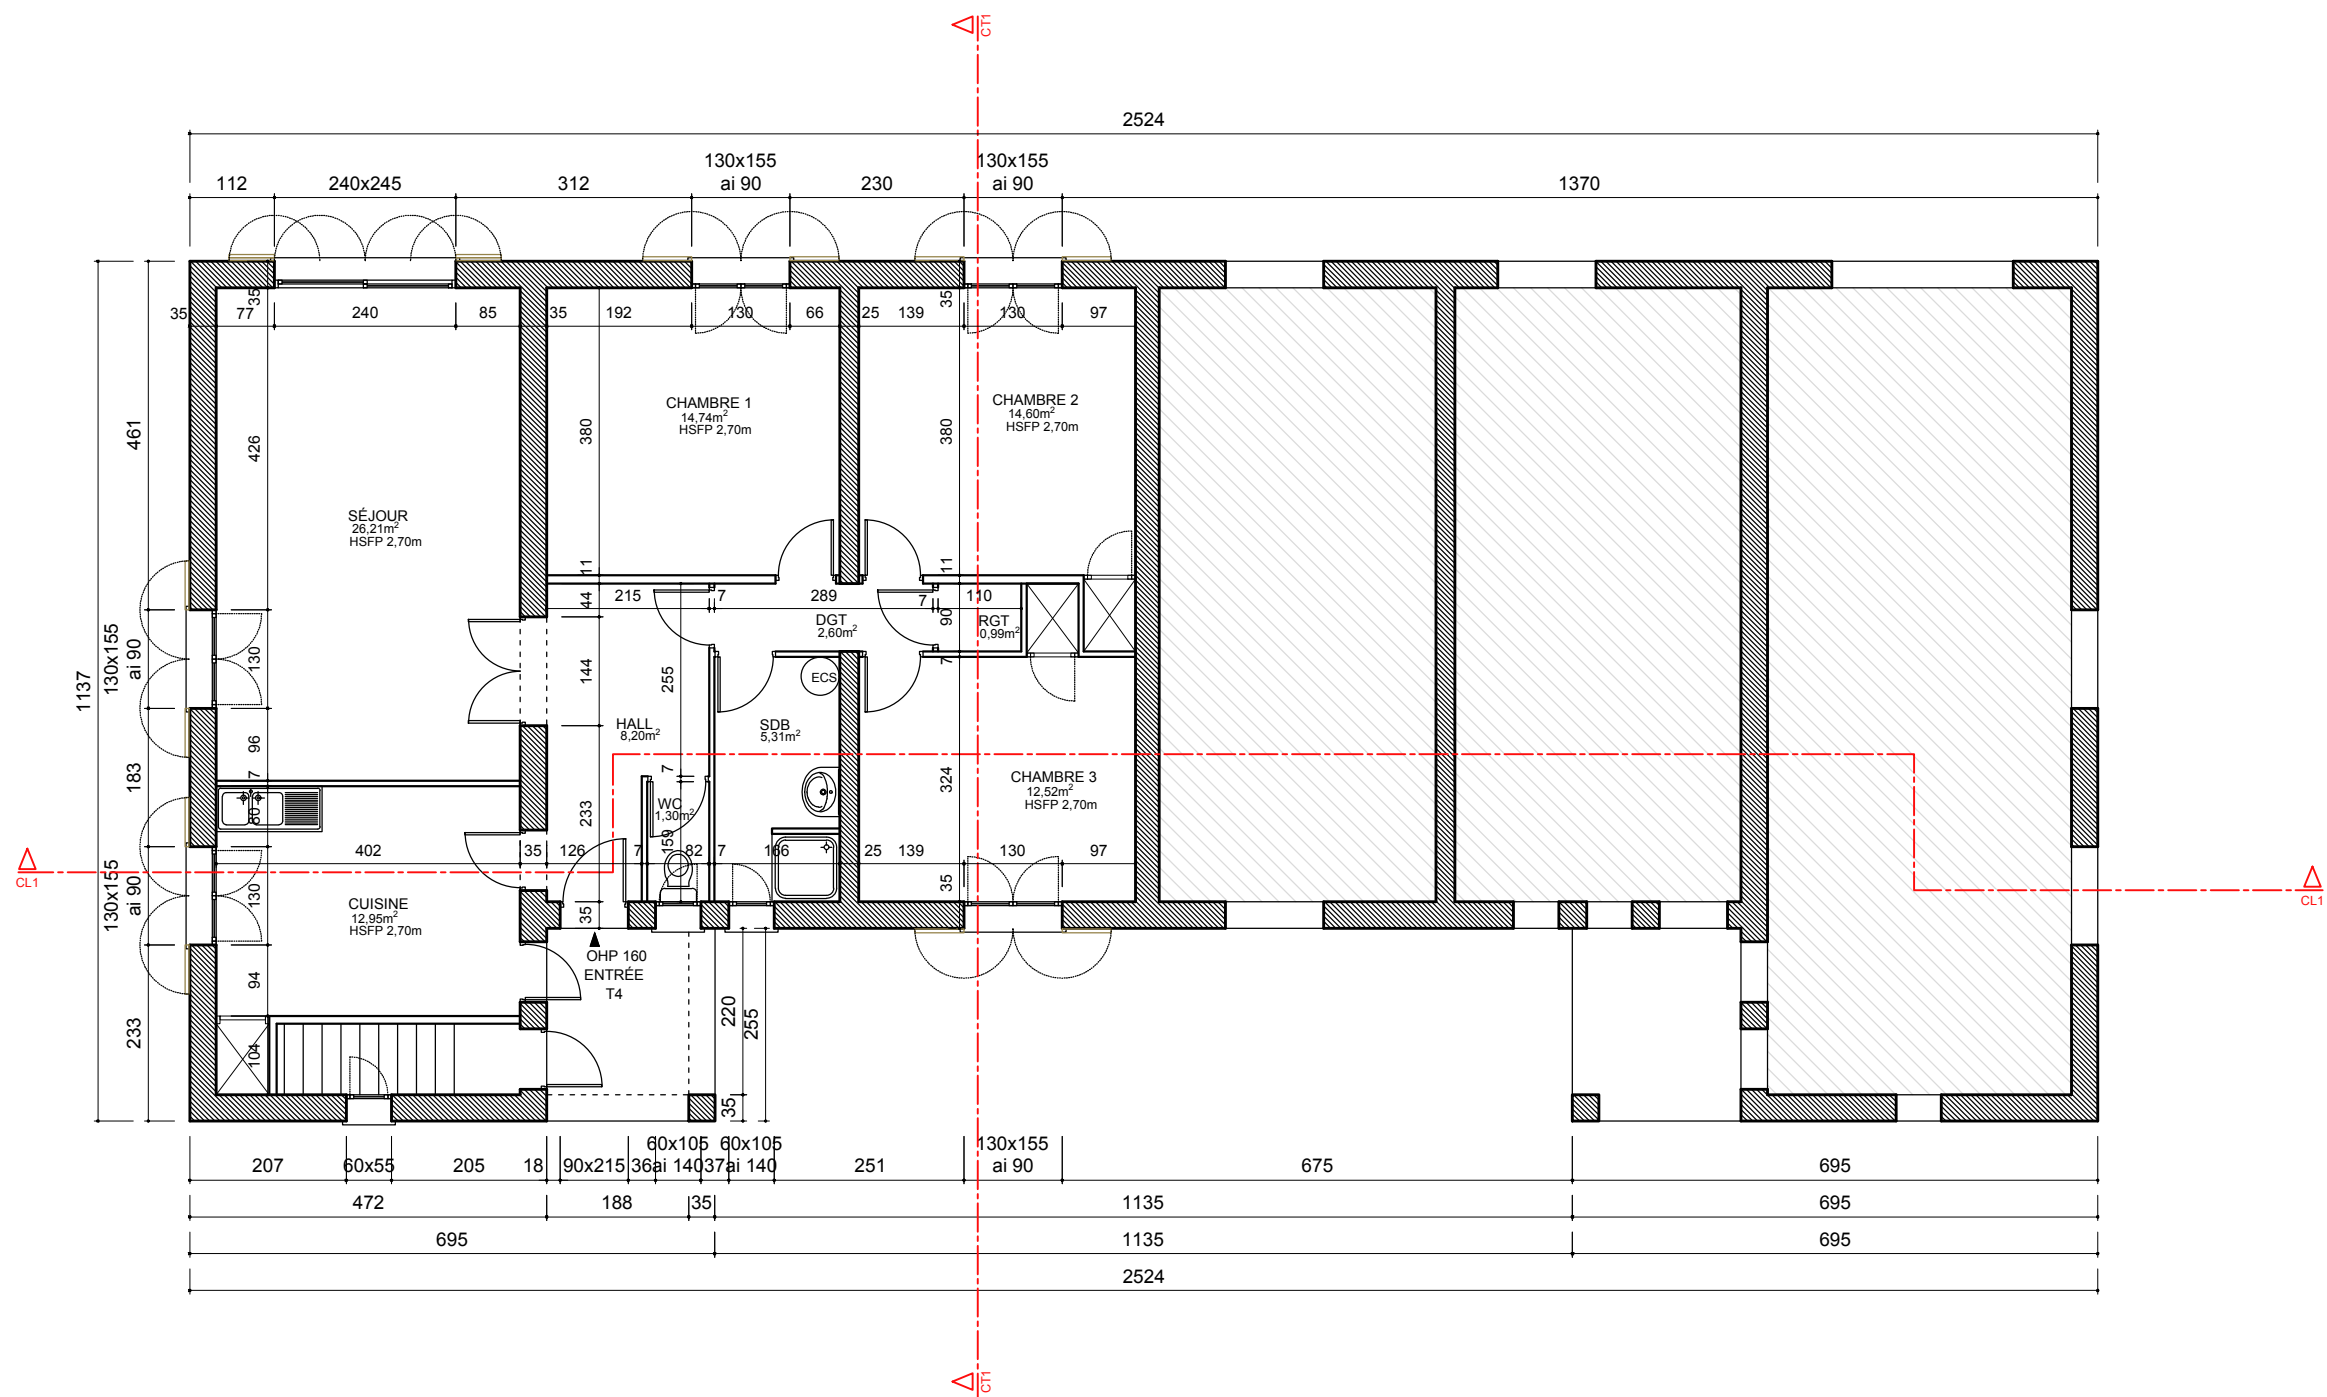 CT1
2524
130x155 130x155
112 240x245 312 ai 90 230 ai 90 1370
35 77 35 240 85 35 192 130 66 25 139 35 130 97
461
426
380
380
CHAMBRE 1
14,74m²
HSFP 2,70m
CHAMBRE 2
14,60m²
HSFP 2,70m
SÉJOUR
26,21m²
HSFP 2,70m
11
11
44
215 7 289 7 110
90
DGT
2,60m²
RGT
0,99m²
7
1137
130x155
ai 90
130
144
255
ECS
HALL
8,20m²
SDB
5,31m²
96
183
7
7
CHAMBRE 3
12,52m²
HSFP 2,70m
324
80
233
WC
1,30m²
159
402 35 126 7 82 7 166 25 139 130 97
CL1
CL1
130x155
ai 90
130
35
35
CUISINE
12,95m²
HSFP 2,70m
OHP 160
ENTRÉE
T4
94
233
104
220
255
35
60x105 60x105 130x155
207 60x55 205 18 90x215 36 ai 140 37 ai 140 251 ai 90 675 695
472 188 35 1135 695
695 1135 695
2524
CT1